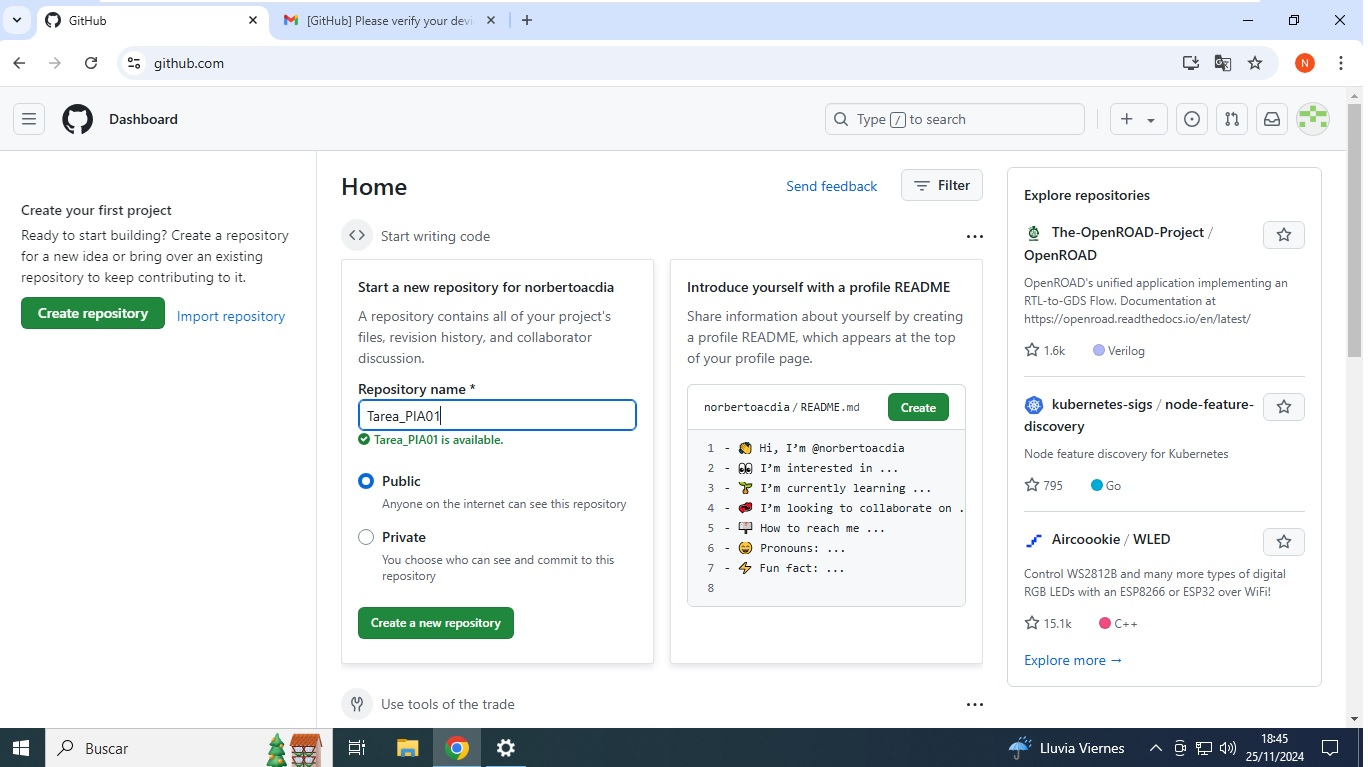 GitHub
[GitHub] Please verify your devi
github.com
N
Dashboard
Type / to search
Home
Send feedback
Filter
Create your first project
Ready to start building? Create a repository
for a new idea or bring over an existing
repository to keep contributing to it.
Create repository
Import repository
Start writing code
Start a new repository for norbertoacdia
A repository contains all of your project's
files, revision history, and collaborator
discussion.
Repository name *
Tarea_PIA01
Tarea_PIA01 is available.
Public
Anyone on the internet can see this repository
Private
You choose who can see and commit to this
repository
Create a new repository
Introduce yourself with a profile README
Share information about yourself by creating
a profile README, which appears at the top
of your profile page.
norbertoacdia / README.md
Create
1 - 👋 Hi, I'm @norbertoacdia
2 - 👀 I'm interested in ...
3 - 🌱 I'm currently learning ...
4 - 💞️ I'm looking to collaborate on .
5 - 📫 How to reach me ...
6 - 😄 Pronouns: ...
7 - ⚡ Fun fact: ...
8
Use tools of the trade
Explore repositories
The-OpenROAD-Project /
OpenROAD
OpenROAD's unified application implementing an
RTL-to-GDS Flow. Documentation at
https://openroad.readthedocs.io/en/latest/
1.6k
Verilog
kubernetes-sigs / node-feature-
discovery
Node feature discovery for Kubernetes
795
Go
Aircoookie / WLED
Control WS2812B and many more types of digital
RGB LEDs with an ESP8266 or ESP32 over WiFi!
15.1k
C++
Explore more →
Buscar
Lluvia Viernes
18:45
25/11/2024